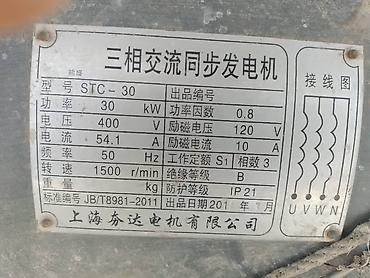 三相交流同步发电机
型号 STC-30 出品编号
功率 30 kW 功率因数 0.8
电压 400 V 励磁电压 120 V
电流 54.1 A 励磁电流 10 A
频率 50 Hz 工作定额 S1 相数 3
转速 1500 r/min 绝缘等级 B
重量 kg 防护等级 IP21
标准编号 JB/T8981-2011 出品日期 201 年 月
上海夯达电机有限公司
接线图
U V W N